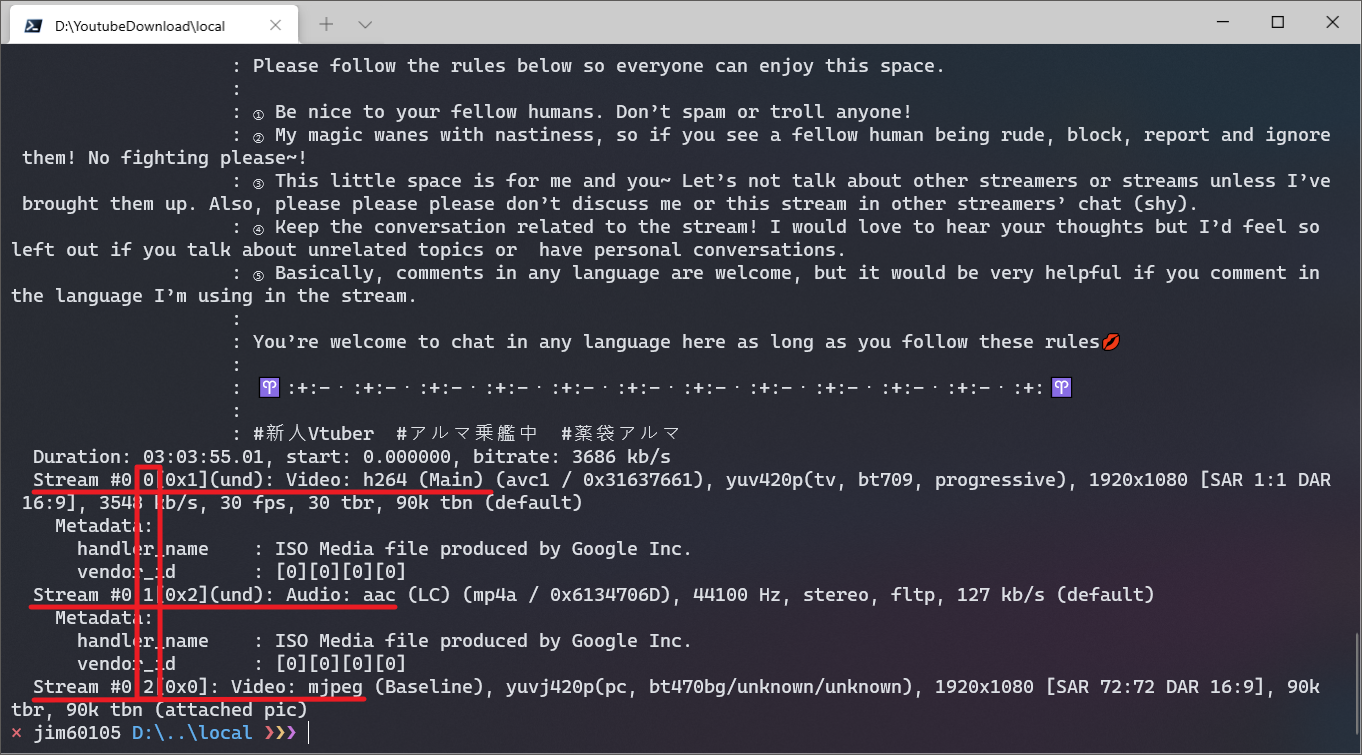 D:\YoutubeDownload\local
: Please follow the rules below so everyone can enjoy this space.
:
: ① Be nice to your fellow humans. Don't spam or troll anyone!
: ② My magic wanes with nastiness, so if you see a fellow human being rude, block, report and ignore
them! No fighting please~!
: ③ This little space is for me and you~ Let's not talk about other streamers or streams unless I've
brought them up. Also, please please please don't discuss me or this stream in other streamers' chat (shy).
: ④ Keep the conversation related to the stream! I would love to hear your thoughts but I'd feel so
left out if you talk about unrelated topics or  have personal conversations.
: ⑤ Basically, comments in any language are welcome, but it would be very helpful if you comment in
the language I'm using in the stream.
:
: You're welcome to chat in any language here as long as you follow these rules💋
:
: ♈ :+:-・:+:-・:+:-・:+:-・:+:-・:+:-・:+:-・:+:-・:+:-・:+:-・:+:-・:+: ♈
:
: #新人Vtuber  #アルマ乗艦中  #薬袋アルマ
Duration: 03:03:55.01, start: 0.000000, bitrate: 3686 kb/s
Stream #0:0[0x1](und): Video: h264 (Main) (avc1 / 0x31637661), yuv420p(tv, bt709, progressive), 1920x1080 [SAR 1:1 DAR
16:9], 3548 kb/s, 30 fps, 30 tbr, 90k tbn (default)
Metadata:
handler_name    : ISO Media file produced by Google Inc.
vendor_id       : [0][0][0][0]
Stream #0:1[0x2](und): Audio: aac (LC) (mp4a / 0x6134706D), 44100 Hz, stereo, fltp, 127 kb/s (default)
Metadata:
handler_name    : ISO Media file produced by Google Inc.
vendor_id       : [0][0][0][0]
Stream #0:2[0x0]: Video: mjpeg (Baseline), yuvj420p(pc, bt470bg/unknown/unknown), 1920x1080 [SAR 72:72 DAR 16:9], 90k
tbr, 90k tbn (attached pic)
× jim60105 D:\..\local ❯❯❯